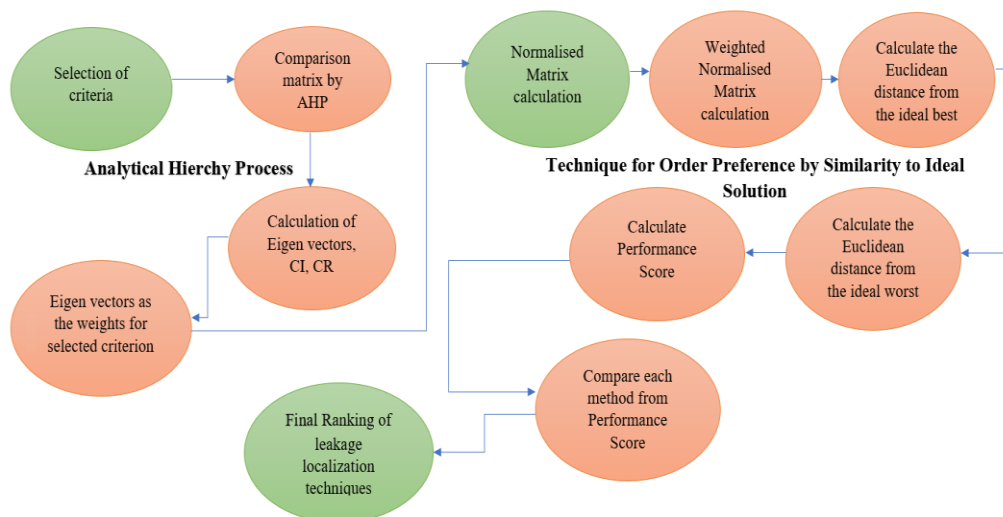 Selection of
criteria
Comparison
matrix by
AHP
Analytical Hierchy Process
Calculation of
Eigen vectors,
CI, CR
Eigen vectors as
the weights for
selected criterion
Normalised
Matrix
calculation
Weighted
Normalised
Matrix
calculation
Calculate the
Euclidean
distance from
the ideal best
Technique for Order Preference by Similarity to Ideal
Solution
Calculate the
Euclidean
distance from
the ideal worst
Calculate
Performance
Score
Compare each
method from
Performance
Score
Final Ranking of
leakage
localization
techniques